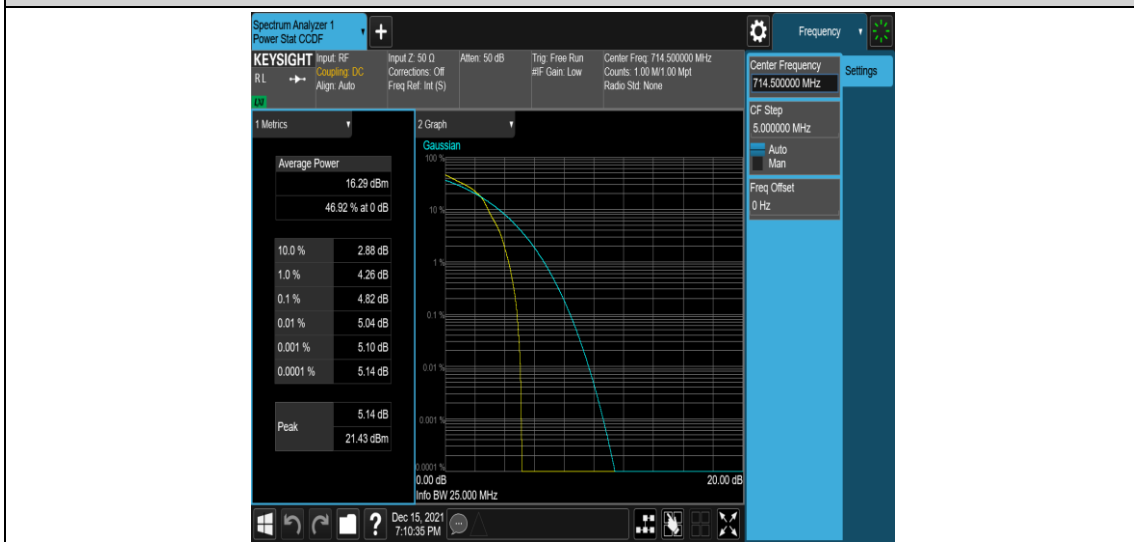 Spectrum Analyzer 1
Power Stat CCDF
Frequency
KEYSIGHT
RL
Input: RF
Coupling: DC
Align: Auto
Input Z: 50 Ω
Corrections: Off
Freq Ref: Int (S)
Atten: 50 dB
Trig: Free Run
#IF Gain: Low
Center Freq: 714.500000 MHz
Counts: 1.00 M/1.00 Mpt
Radio Std: None
Center Frequency
714.500000 MHz
Settings
CF Step
5.000000 MHz
Auto
Man
Freq Offset
0 Hz
1 Metrics
Average Power
16.29 dBm
46.92 % at 0 dB
10.0 % 2.88 dB
1.0 % 4.26 dB
0.1 % 4.82 dB
0.01 % 5.04 dB
0.001 % 5.10 dB
0.0001 % 5.14 dB
Peak
5.14 dB
21.43 dBm
2 Graph
Gaussian
100 %
10 %
1 %
0.1 %
0.01 %
0.001 %
0.0001 %
0.00 dB 20.00 dB
Info BW 25.000 MHz
?
Dec 15, 2021
7:10:35 PM